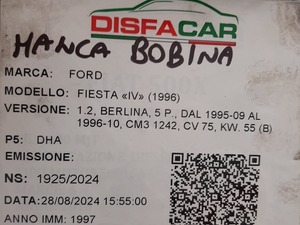 DISFACAR
MANCA BOBINA
MARCA: FORD
MODELLO: FIESTA «IV» (1996)
VERSIONE: 1.2, BERLINA, 5 P., DAL 1995-09 AL
1996-10, CM3 1242, CV 75, KW. 55 (B)
P5: DHA
EMISSIONE:
NS: 1925/2024
DATA:28/08/2024 15:55:00
ANNO IMM: 1997